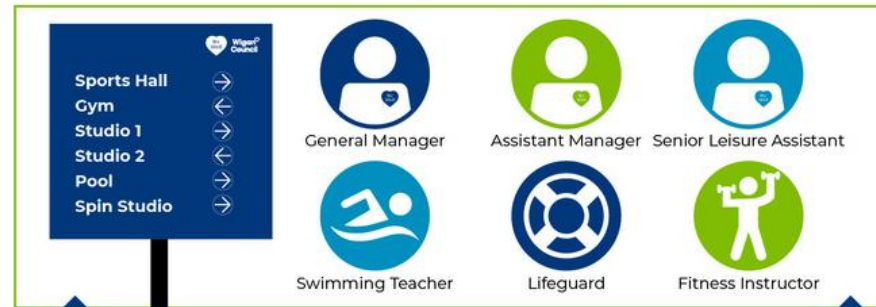 Wigan
Council
Sports Hall
Gym
Studio 1
Studio 2
Pool
Spin Studio
General Manager
Assistant Manager
Senior Leisure Assistant
Swimming Teacher
Lifeguard
Fitness Instructor